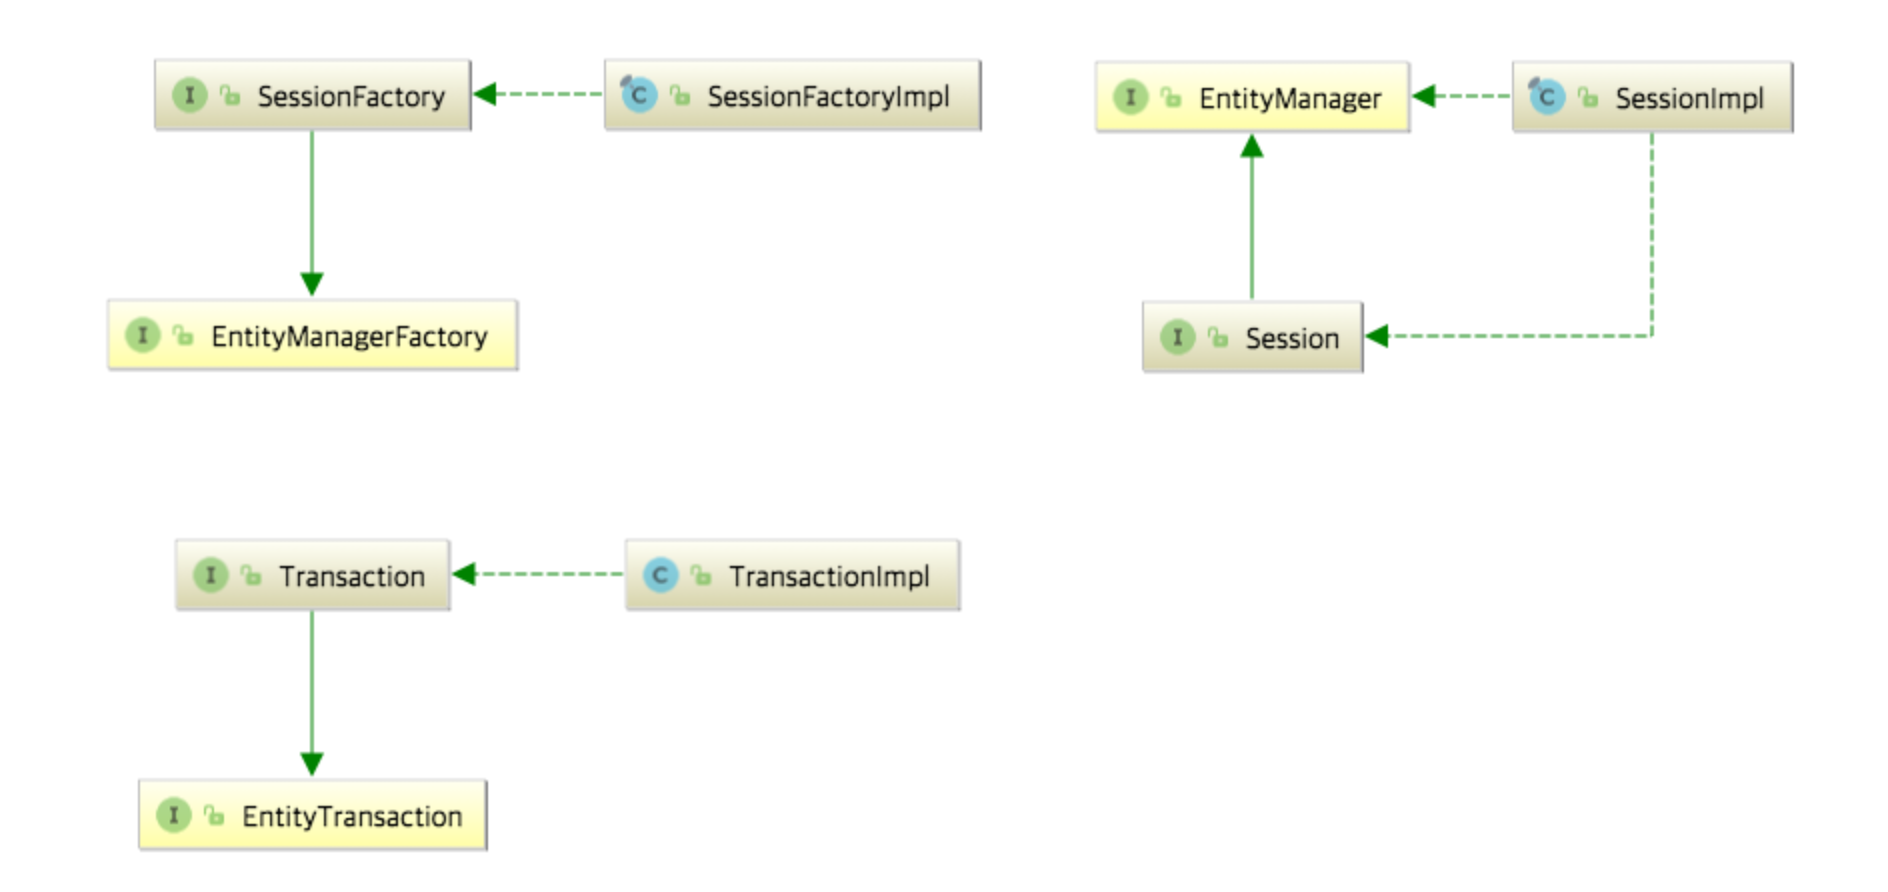 I SessionFactory
C SessionFactoryImpl
I EntityManager
C SessionImpl
I EntityManagerFactory
I Session
I Transaction
C TransactionImpl
I EntityTransaction